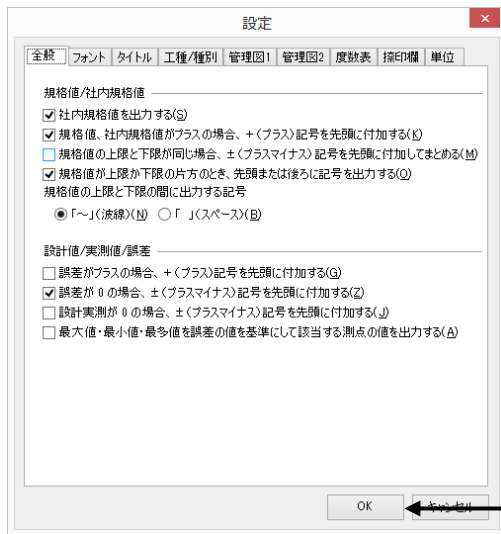 設定
全般 フォント タイトル 工種/種別 管理図1 管理図2 度数表 捺印欄 単位
規格値/社内規格値
社内規格値を出力する(S)
規格値、社内規格値がプラスの場合、+(プラス)記号を先頭に付加する(K)
規格値の上限と下限が同じ場合、±(プラスマイナス)記号を先頭に付加してまとめる(M)
規格値が上限か下限の片方のとき、先頭または後ろに記号を出力する(O)
規格値の上限と下限の間に出力する記号
「~」(波線)(N) 「 」(スペース)(B)
設計値/実測値/誤差
誤差がプラスの場合、+(プラス)記号を先頭に付加する(G)
誤差が 0 の場合、±(プラスマイナス)記号を先頭に付加する(Z)
設計実測が 0 の場合、±(プラスマイナス)記号を先頭に付加する(J)
最大値・最小値・最多値を誤差の値を基準にして該当する測点の値を出力する(A)
OK キャンセル